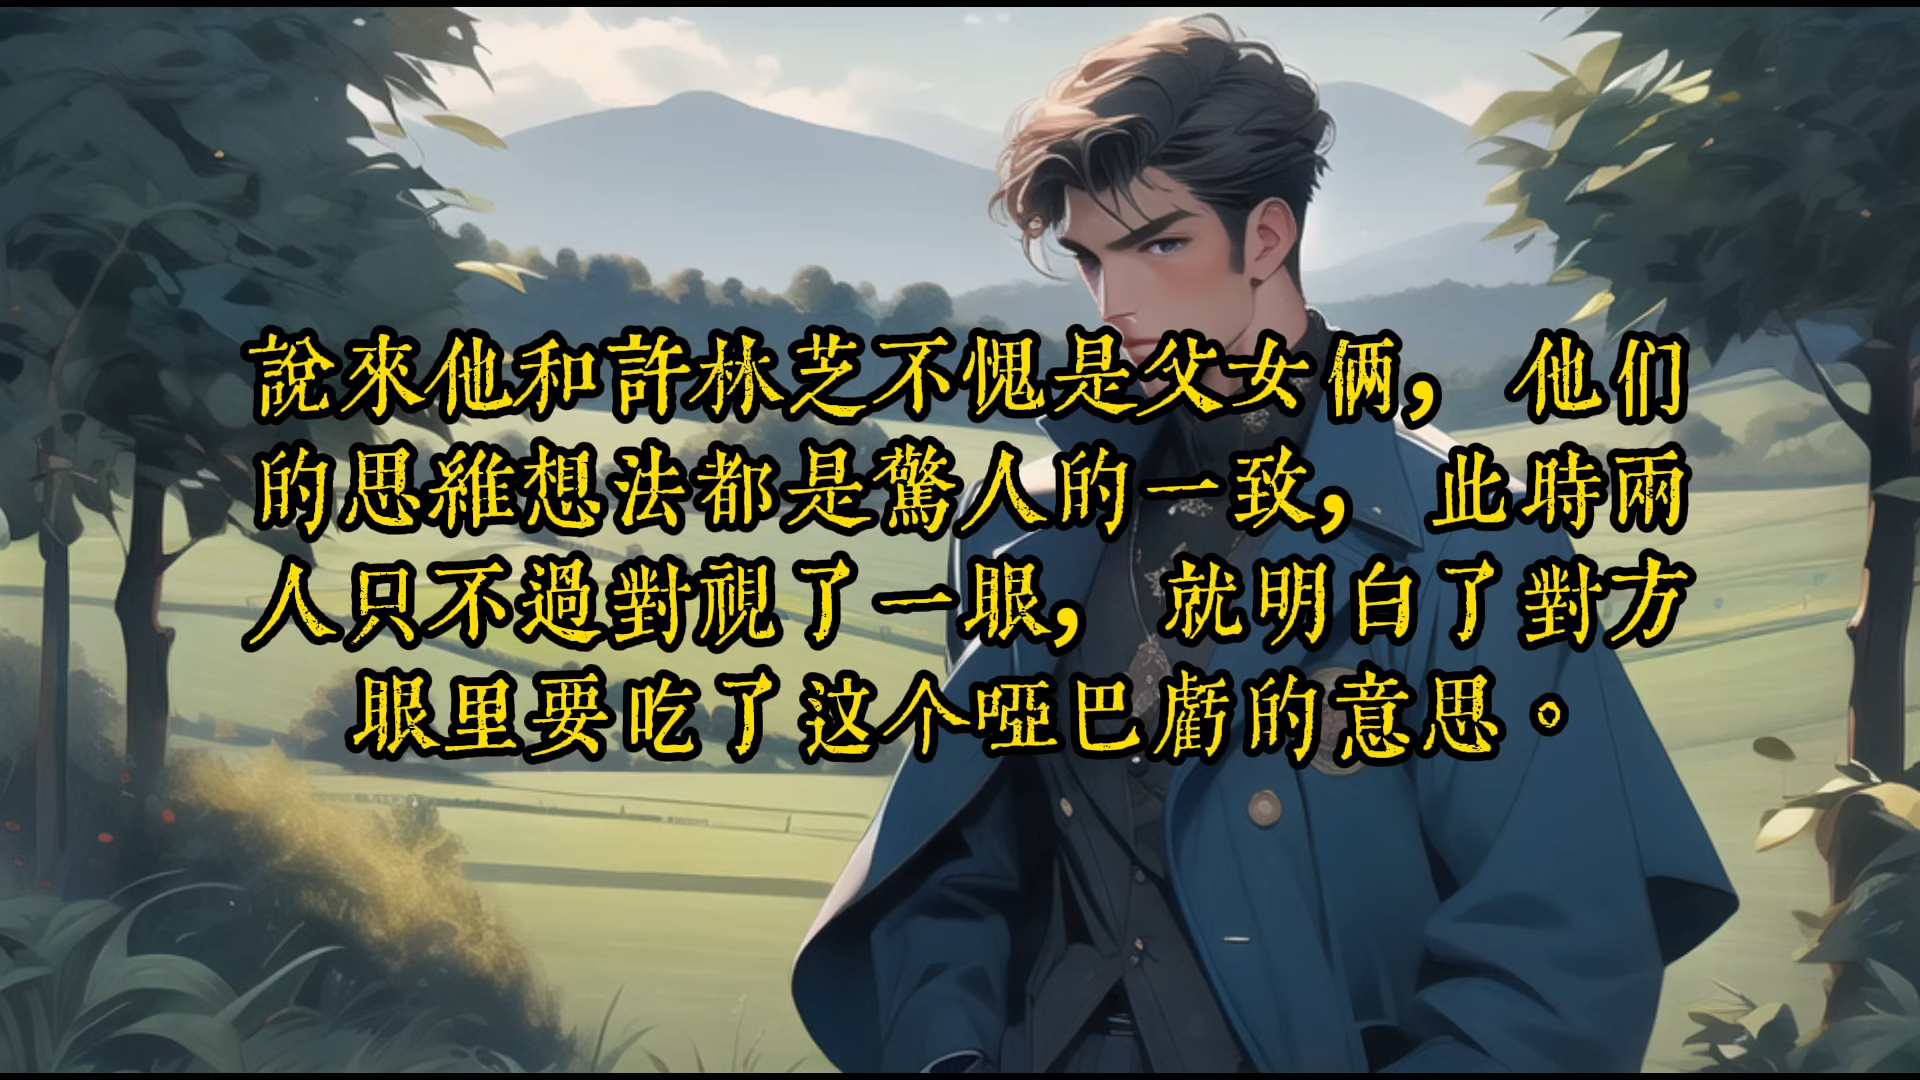 說來他和許林芝不愧是父女俩，他们
的思維想法都是驚人的一致，此時兩
人只不過對視了一眼，就明白了對方
眼里要吃了这个啞巴虧的意思。